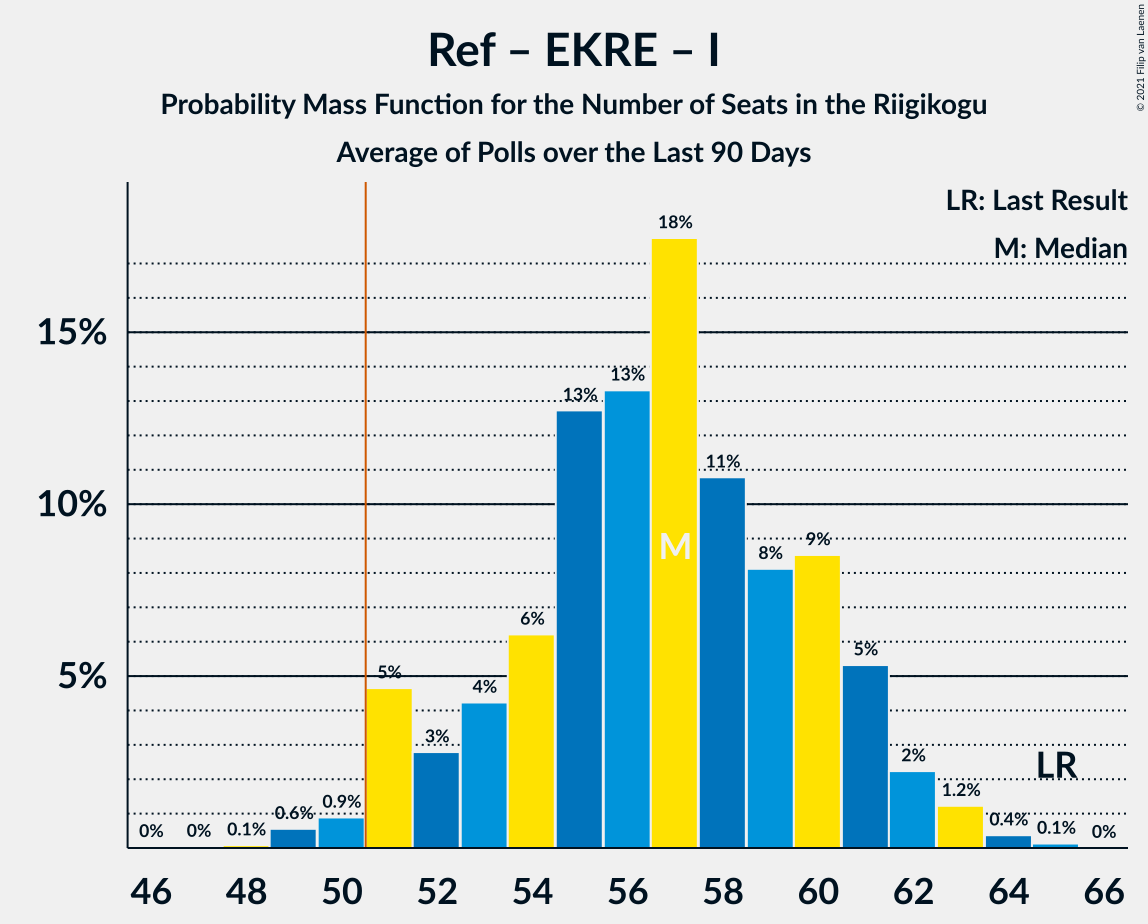 Ref – EKRE – I
Probability Mass Function for the Number of Seats in the Riigikogu
Average of Polls over the Last 90 Days
© 2021 Filip van Laenen
LR: Last Result
M: Median
15%
10%
5%
0%
0%
0.1%
0.6%
0.9%
5%
3%
4%
6%
13%
13%
18%
11%
8%
9%
5%
2%
1.2%
0.4%
0.1%
0%
M
LR
46 48 50 52 54 56 58 60 62 64 66